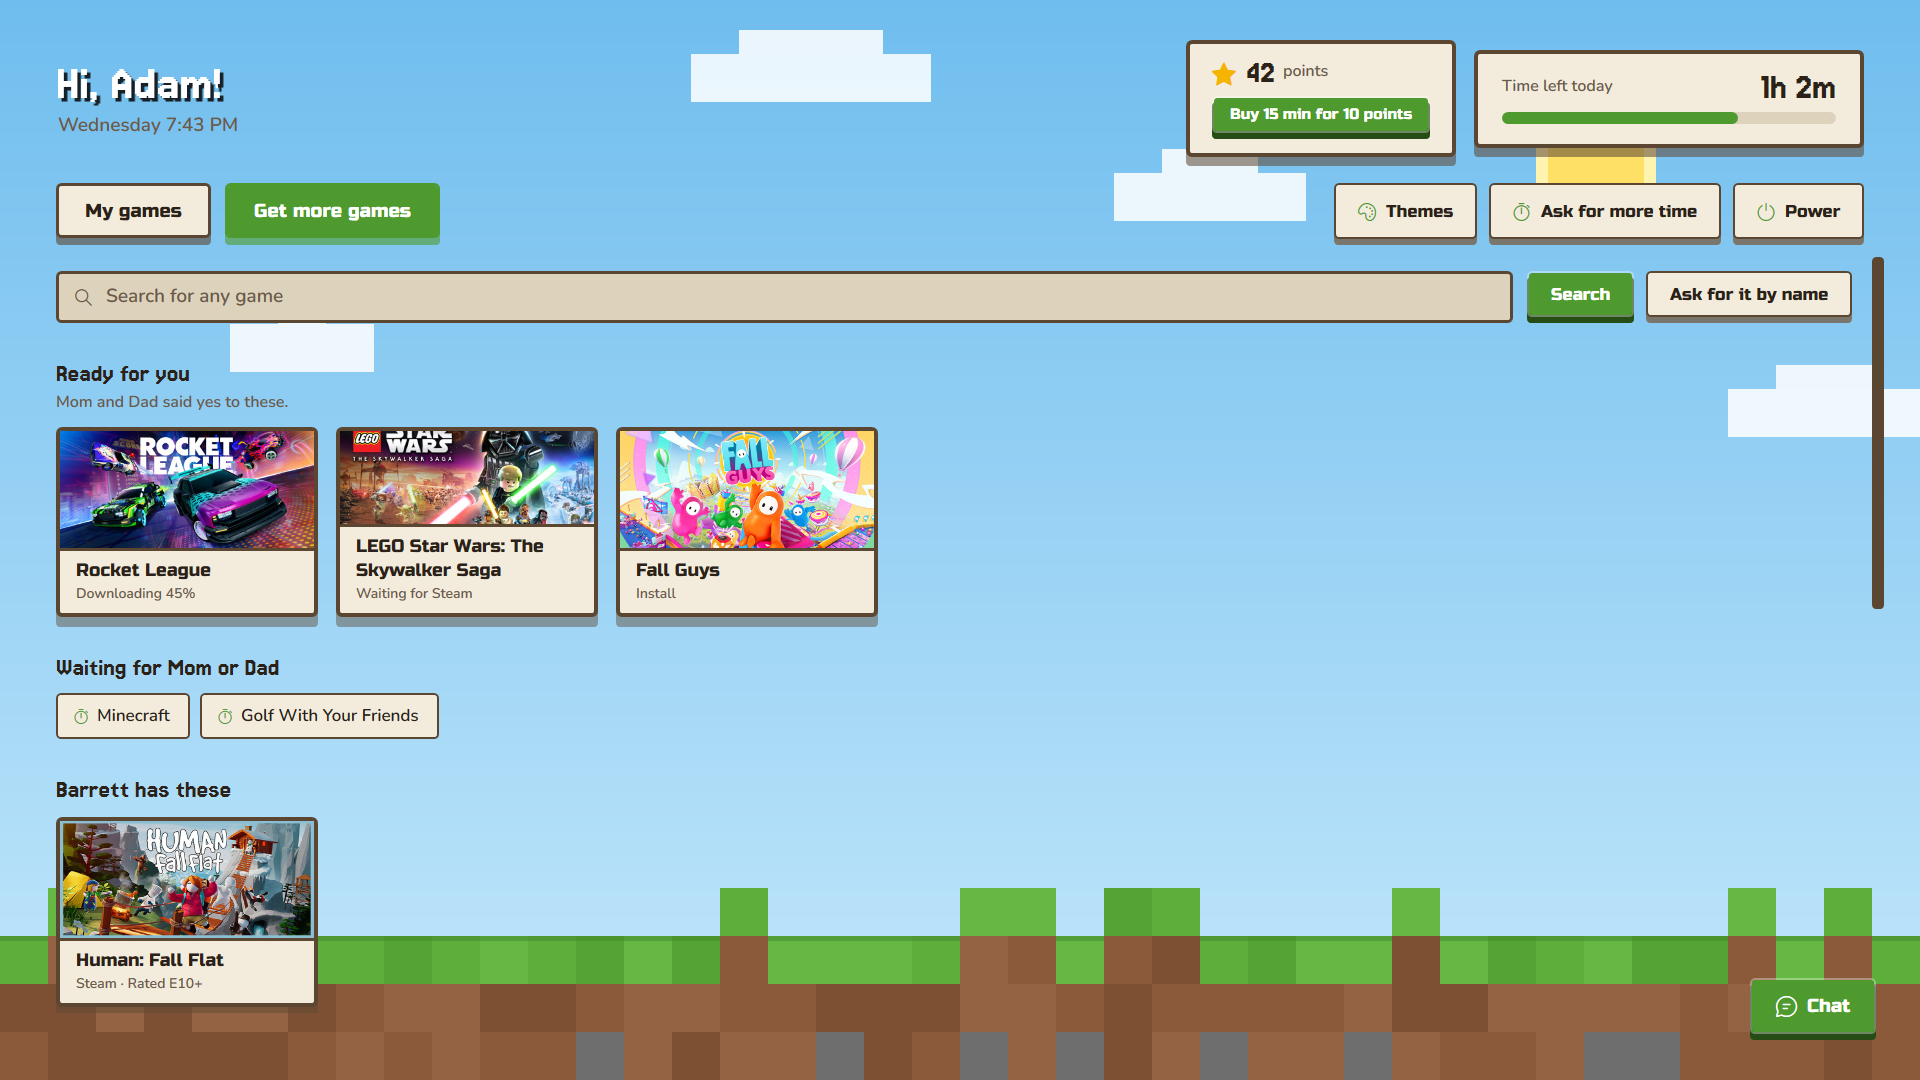 Hi, Adam!
Wednesday 7:43 PM
42 points
Buy 15 min for 10 points
Time left today
1h 2m
My games
Get more games
Themes
Ask for more time
Power
Search for any game
Search
Ask for it by name
Ready for you
Mom and Dad said yes to these.
ROCKET
LEAGUE
Rocket League
Downloading 45%
LEGO
STAR
WARS
THE SKYWALKER SAGA
LEGO Star Wars: The
Skywalker Saga
Waiting for Steam
FALL
GUYS
Fall Guys
Install
Waiting for Mom or Dad
Minecraft
Golf With Your Friends
Barrett has these
HUMAN
fall flat
Human: Fall Flat
Steam · Rated E10+
Chat